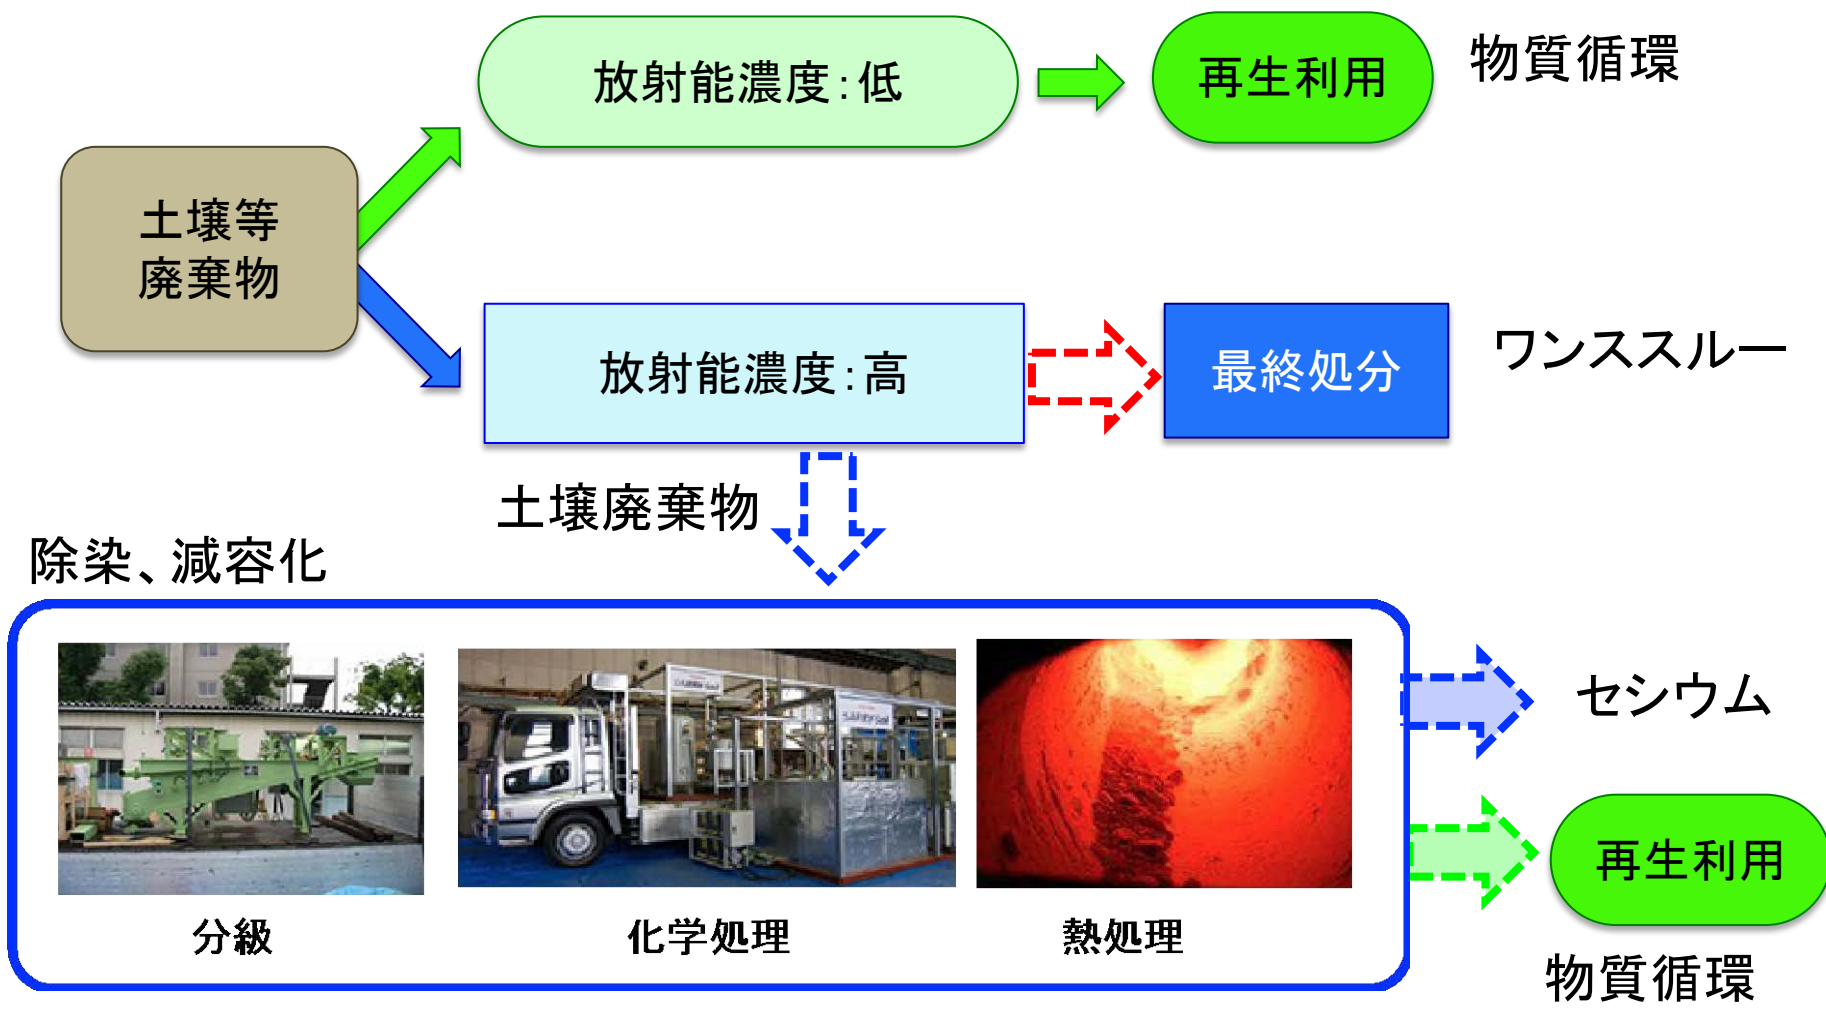 放射能濃度:低
再生利用
物質循環
土壌等
廃棄物
放射能濃度:高
最終処分
ワンススルー
土壌廃棄物
除染、減容化
セシウム
再生利用
物質循環
分級
化学処理
熱処理